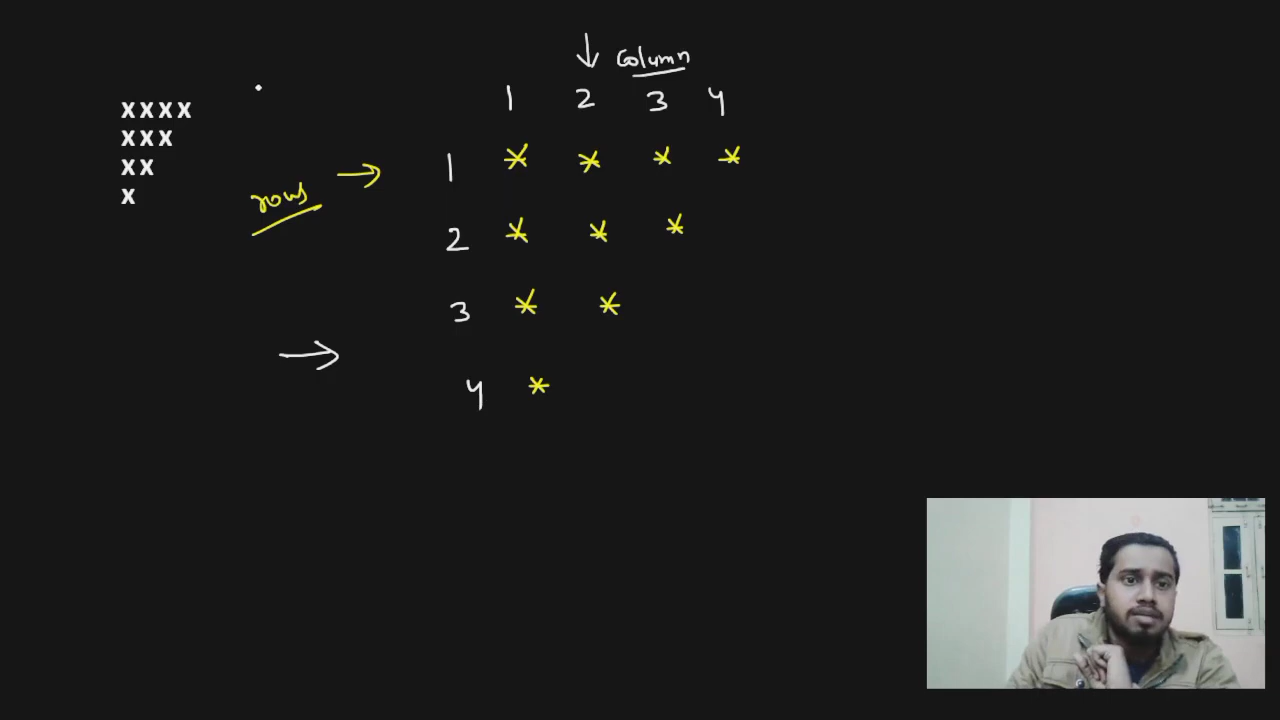 ↓ Column
1 2 3 4
XXXX
XXX
XX
X
rows → 1 * * * *
2 * * *
3 * *
→
4 *